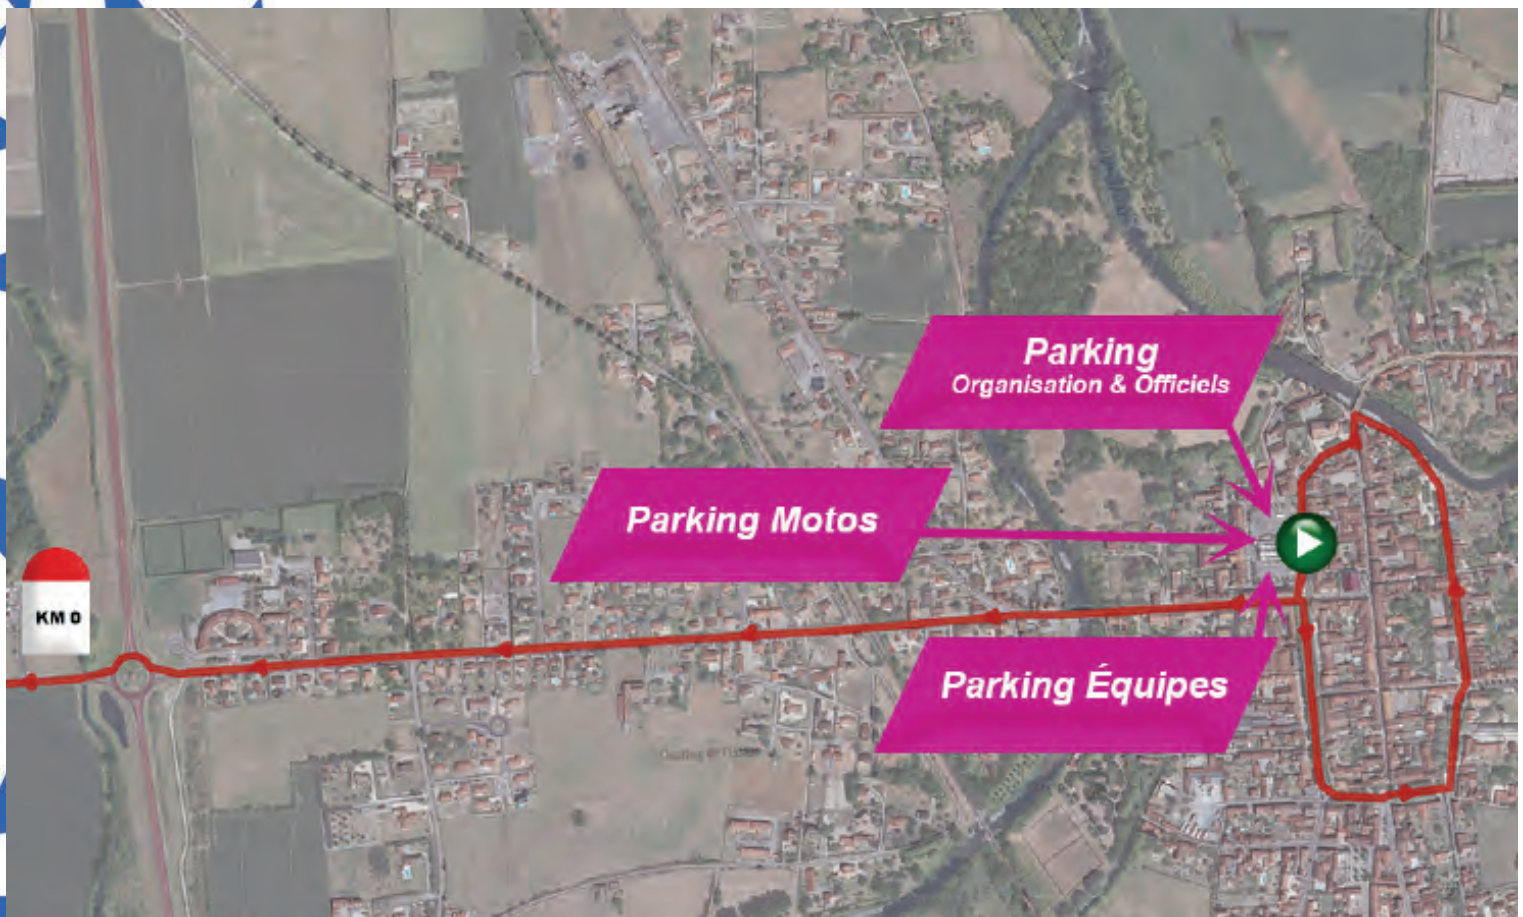 Parking
Organisation & Officiels
Parking Motos
KM 0
Parking Équipes